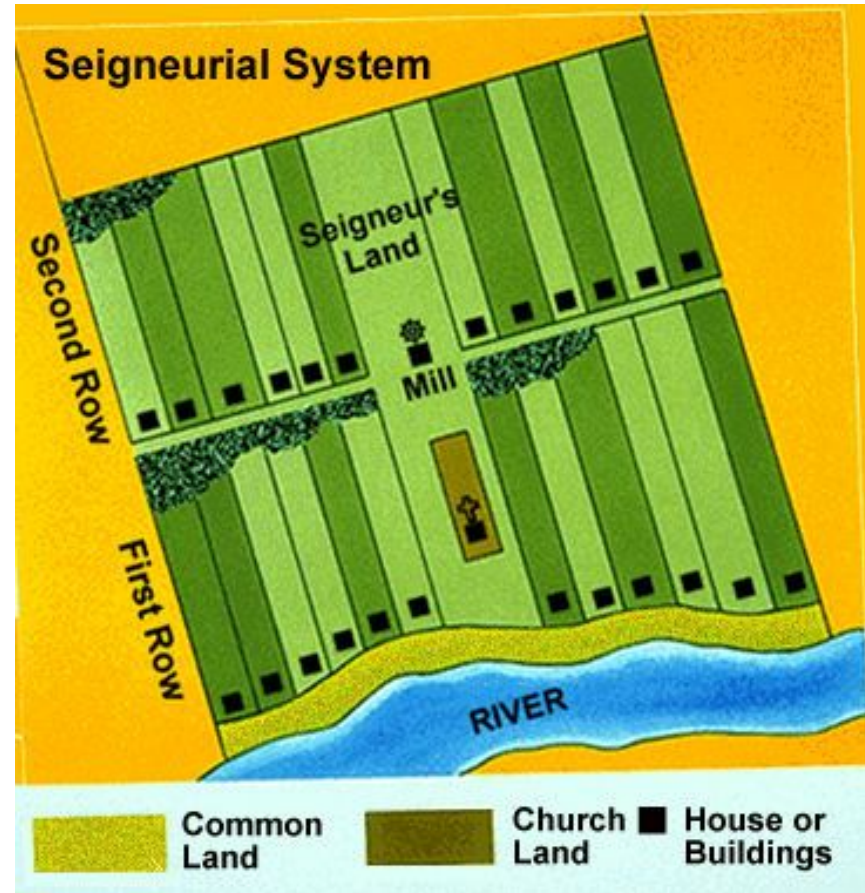 Seigneurial System
Seigneur's
Land
Second Row
Mill
First Row
RIVER
Common
Land
Church
Land
House or
Buildings